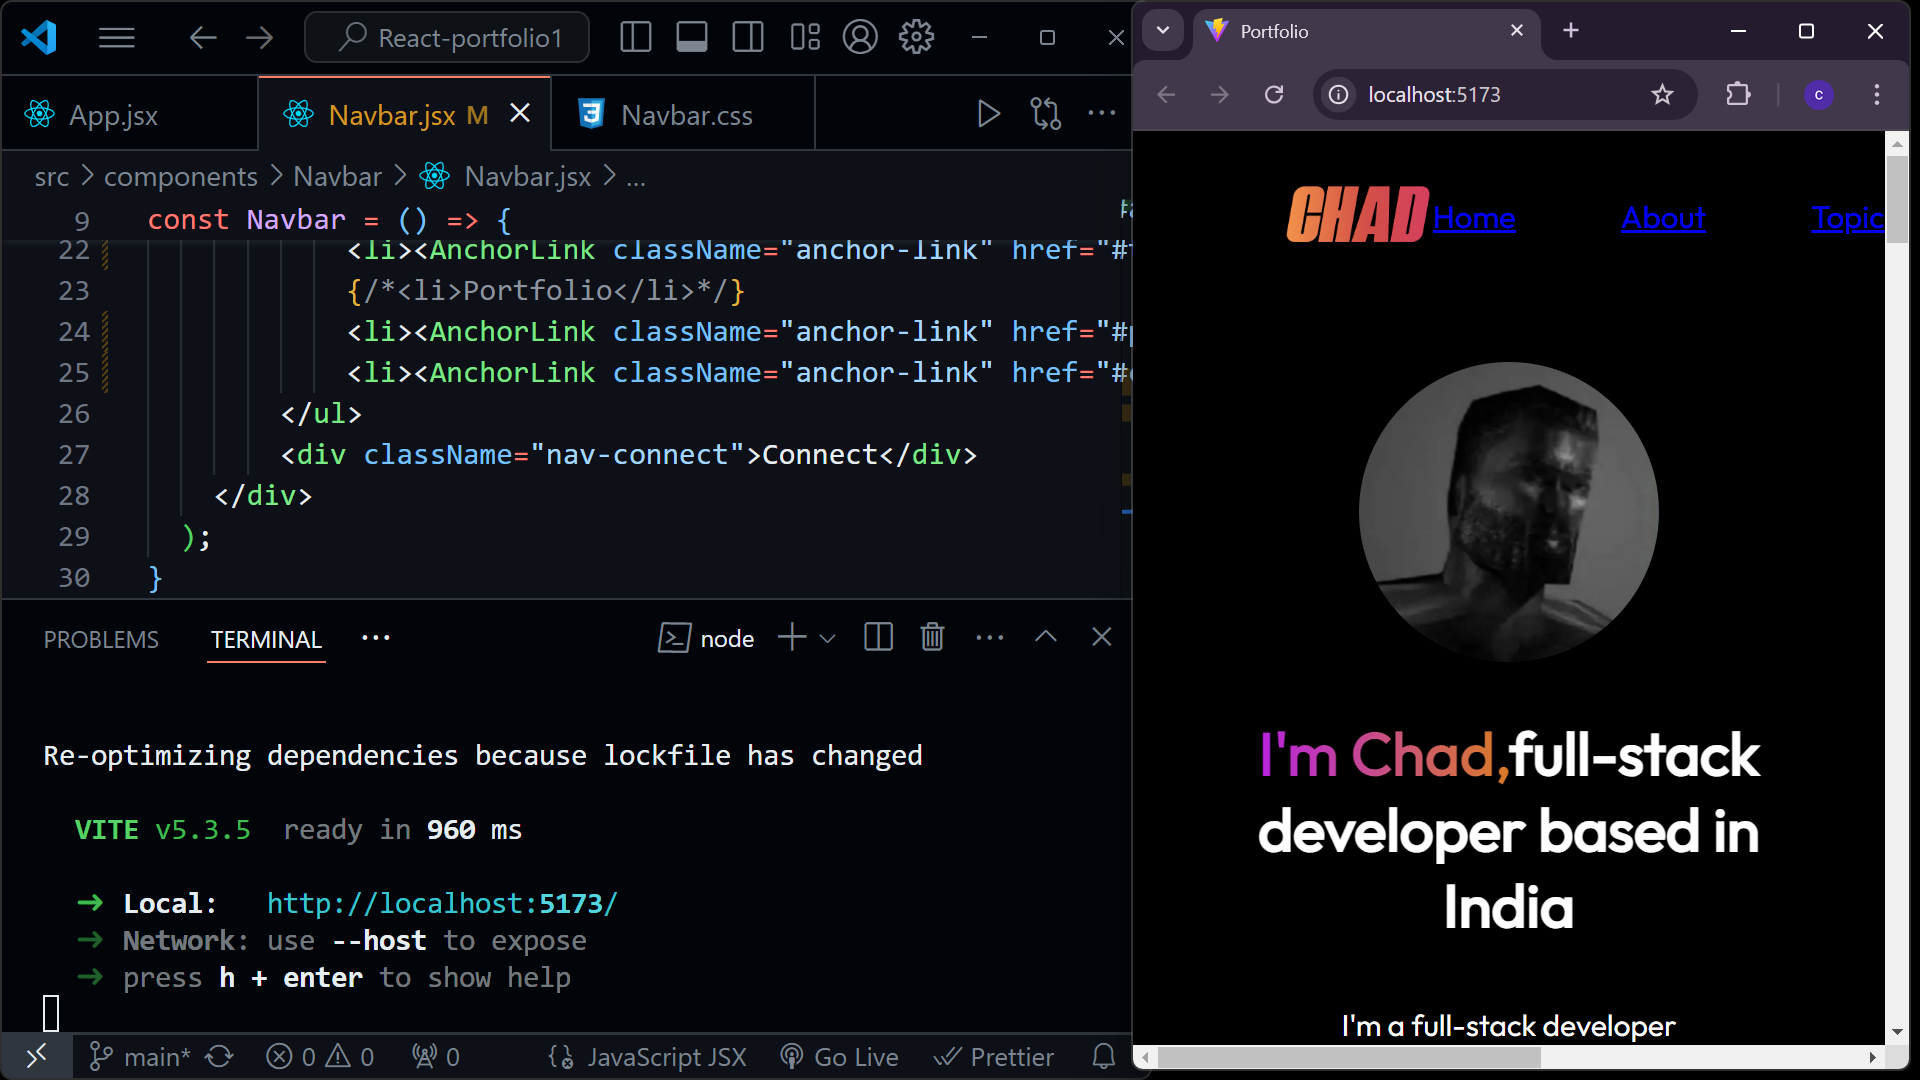 React-portfolio1
App.jsx
Navbar.jsx M
Navbar.css
src > components > Navbar > Navbar.jsx > ...
9 const Navbar = () => {
22 <li><AnchorLink className="anchor-link" href="#
23 {/*<li>Portfolio</li>*/}
24 <li><AnchorLink className="anchor-link" href="#
25 <li><AnchorLink className="anchor-link" href="#
26 </ul>
27 <div className="nav-connect">Connect</div>
28 </div>
29 );
30 }
PROBLEMS TERMINAL ...
node
Re-optimizing dependencies because lockfile has changed
VITE v5.3.5 ready in 960 ms
➜ Local: http://localhost:5173/
➜ Network: use --host to expose
➜ press h + enter to show help
main* 0 0 0 JavaScript JSX Go Live Prettier
Portfolio
localhost:5173
c
CHAD Home About Topic
I'm Chad,full-stack
developer based in
India
I'm a full-stack developer